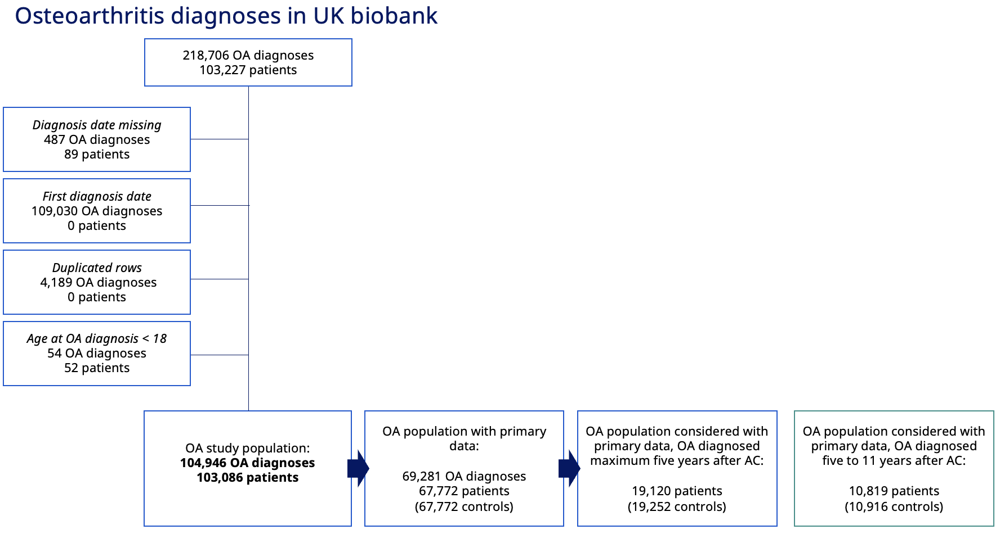 Osteoarthritis diagnoses in UK biobank
218,706 OA diagnoses
103,227 patients
Diagnosis date missing
487 OA diagnoses
89 patients
First diagnosis date
109,030 OA diagnoses
0 patients
Duplicated rows
4,189 OA diagnoses
0 patients
Age at OA diagnosis < 18
54 OA diagnoses
52 patients
OA study population:
104,946 OA diagnoses
103,086 patients
OA population with primary
data:
69,281 OA diagnoses
67,772 patients
(67,772 controls)
OA population considered with
primary data, OA diagnosed
maximum five years after AC:
19,120 patients
(19,252 controls)
OA population considered with
primary data, OA diagnosed
five to 11 years after AC:
10,819 patients
(10,916 controls)